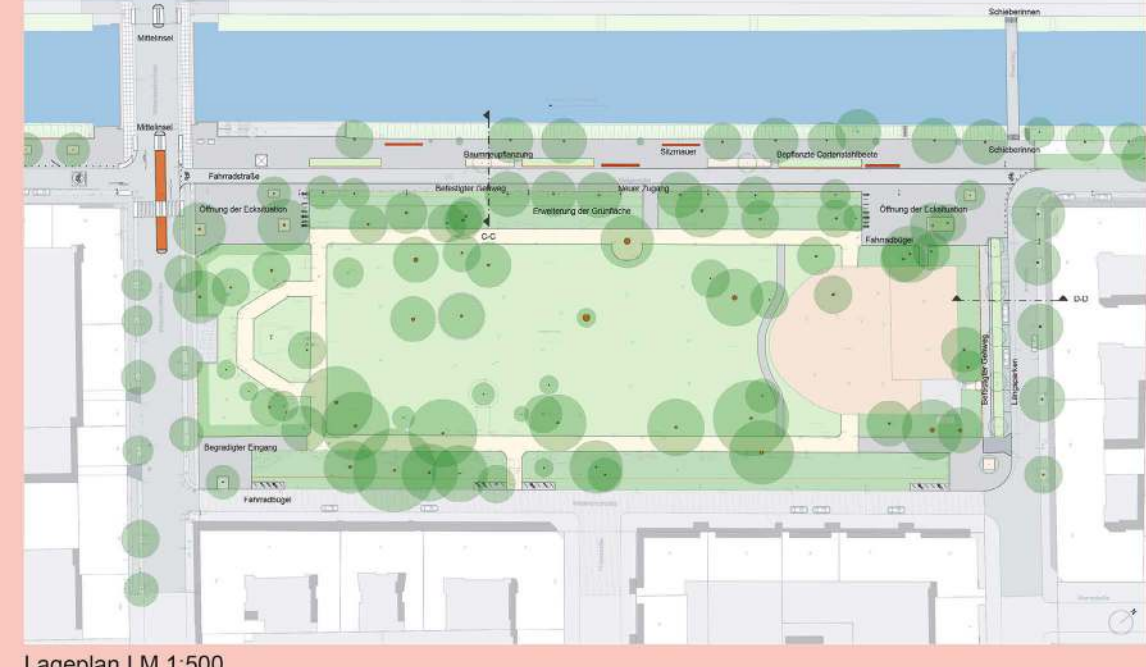 Schieberinnen
Mittelinsel
Mittelinsel
Baumneupflanzung
Sitzmauer
Bepflanzte Cortenstahlbeete
Schieberinnen
Fahrradstraße
Befestigter Gehweg
Neuer Zugang
Öffnung der Ecksituation
Erweiterung der Grünfläche
Öffnung der Ecksituation
C-C
Fahrradbügel
D-D
Befestigter Gehweg
Längsparken
Begradigter Eingang
Fahrradbügel
Lageplan LM 1:500